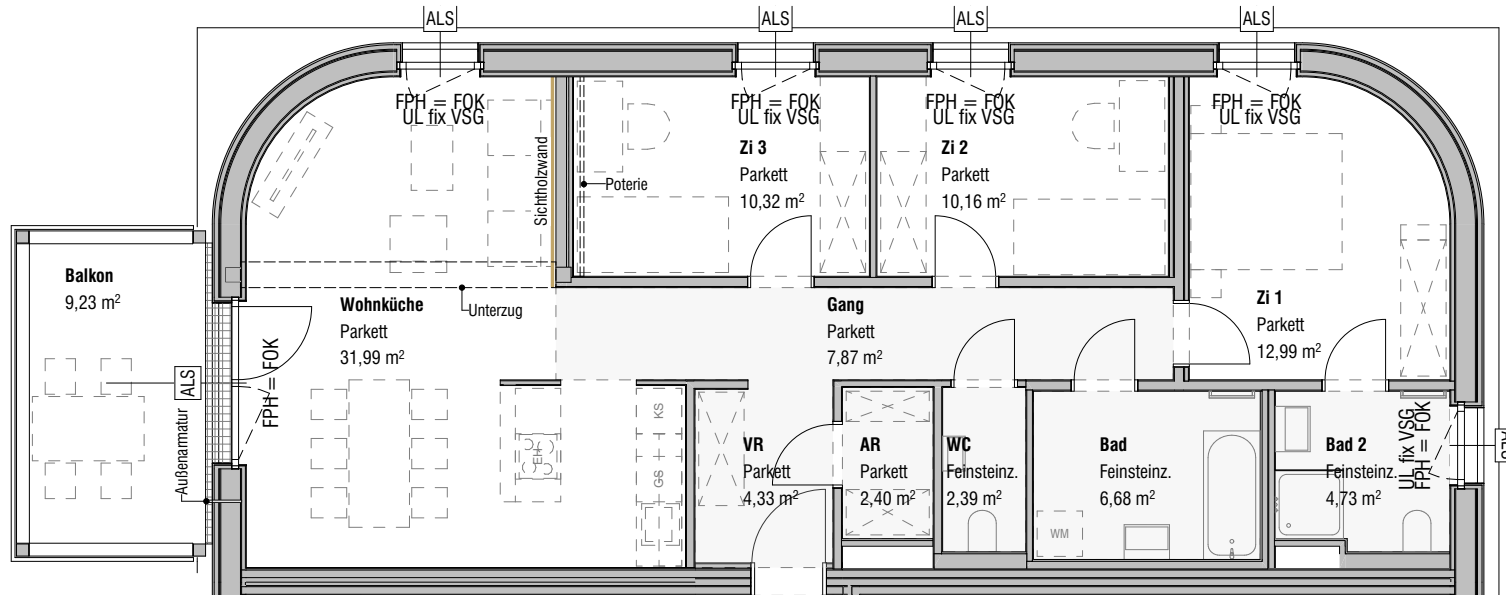 ALS
ALS
ALS
ALS
FPH = FOK
UL fix VSG
FPH = FOK
UL fix VSG
FPH = FOK
UL fix VSG
FPH = FOK
UL fix VSG
Sichtholzwand
Zi 3
Parkett
10,32 m²
Poterie
Zi 2
Parkett
10,16 m²
Balkon
9,23 m²
Wohnküche
Parkett
31,99 m²
Unterzug
Gang
Parkett
7,87 m²
Zi 1
Parkett
12,99 m²
ALS
FPH = FOK
Außenarmatur
EH
KS
GS
VR
Parkett
4,33 m²
AR
Parkett
2,40 m²
WC
Feinsteinz.
2,39 m²
Bad
Feinsteinz.
6,68 m²
WM
Bad 2
Feinsteinz.
4,73 m²
UL fix VSG
FPH = FOK
ALS